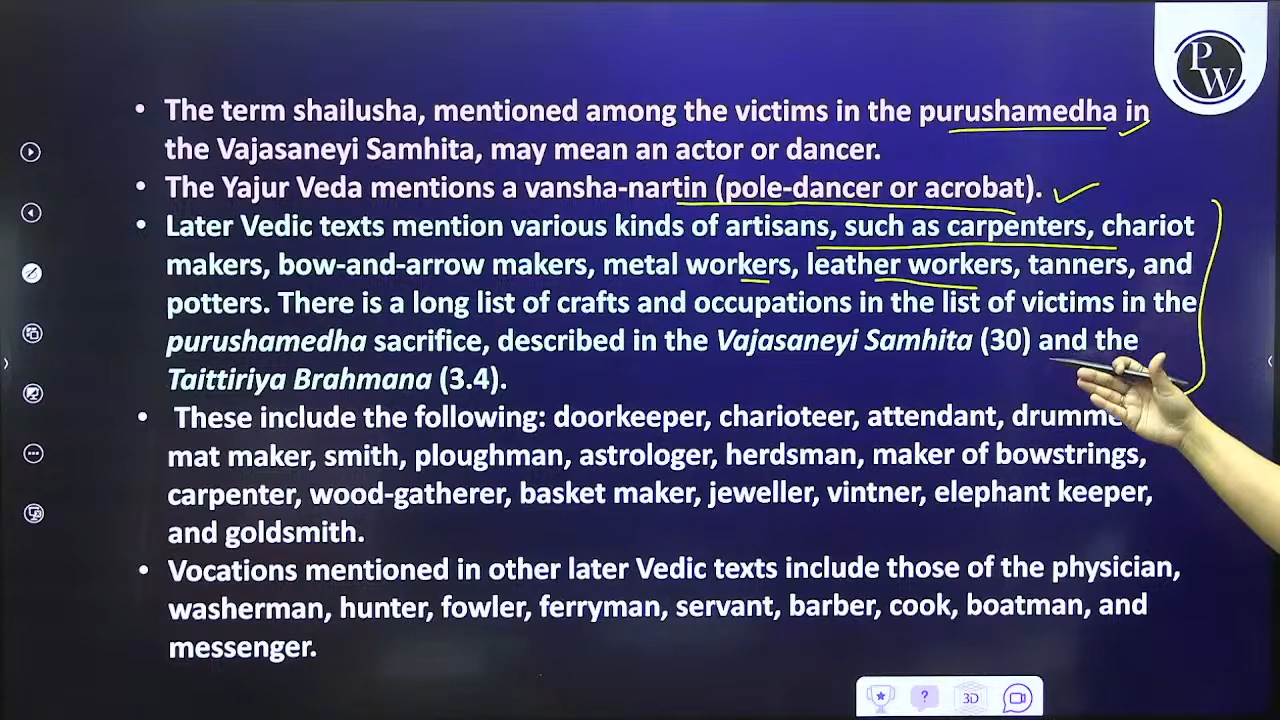 PW
• The term shailusha, mentioned among the victims in the purushamedha in
the Vajasaneyi Samhita, may mean an actor or dancer.
• The Yajur Veda mentions a vansha-nartin (pole-dancer or acrobat).
• Later Vedic texts mention various kinds of artisans, such as carpenters, chariot
makers, bow-and-arrow makers, metal workers, leather workers, tanners, and
potters. There is a long list of crafts and occupations in the list of victims in the
purushamedha sacrifice, described in the Vajasaneyi Samhita (30) and the
Taittiriya Brahmana (3.4).
• These include the following: doorkeeper, charioteer, attendant,
mat maker, smith, ploughman, astrologer, herdsman, maker of bowstrings,
carpenter, wood-gatherer, basket maker, jeweller, vintner, elephant keeper,
and goldsmith.
• Vocations mentioned in other later Vedic texts include those of the physician,
washerman, hunter, fowler, ferryman, servant, barber, cook, boatman, and
messenger.
? 3D